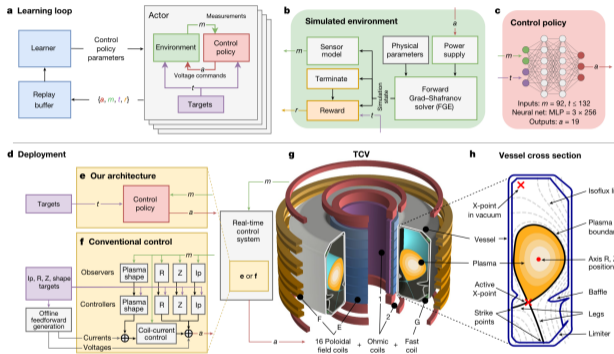 a Learning loop
Learner
Control
policy
parameters
Replay
buffer
(a, m, t, r)
Actor
Measurements
m
Environment
Control
policy
a
Voltage commands
t
Targets
b Simulated environment
a
m
Sensor
model
Physical
parameters
Power
supply
Terminate
Simulation
state
Forward
Grad–Shafranov
solver (FGE)
r
Reward
t
c Control policy
m
t
a
Inputs: m = 92, t ≤ 132
Neural net: MLP = 3 × 256
Outputs: a = 19
d Deployment
e Our architecture
Targets
t
Control
policy
m
a
f Conventional control
m
Observers
Plasma
shape
R
Z
Ip
Ip, R, Z, shape
targets
Controllers
Plasma
shape
R
Z
Ip
Offline
feedforward
generation
Currents
Coil-current
control
a
Voltages
m
Real-time
control
system
e or f
a
g TCV
F
E
1
2
G
16 Poloidal
field coils
+
Ohmic
coils
+
Fast
coil
h Vessel cross section
X-point
in vacuum
Vessel
Plasma
Active
X-point
Strike
points
Isoflux l
Plasma
bounda
Axis R, Z
position
Baffle
Legs
Limiter